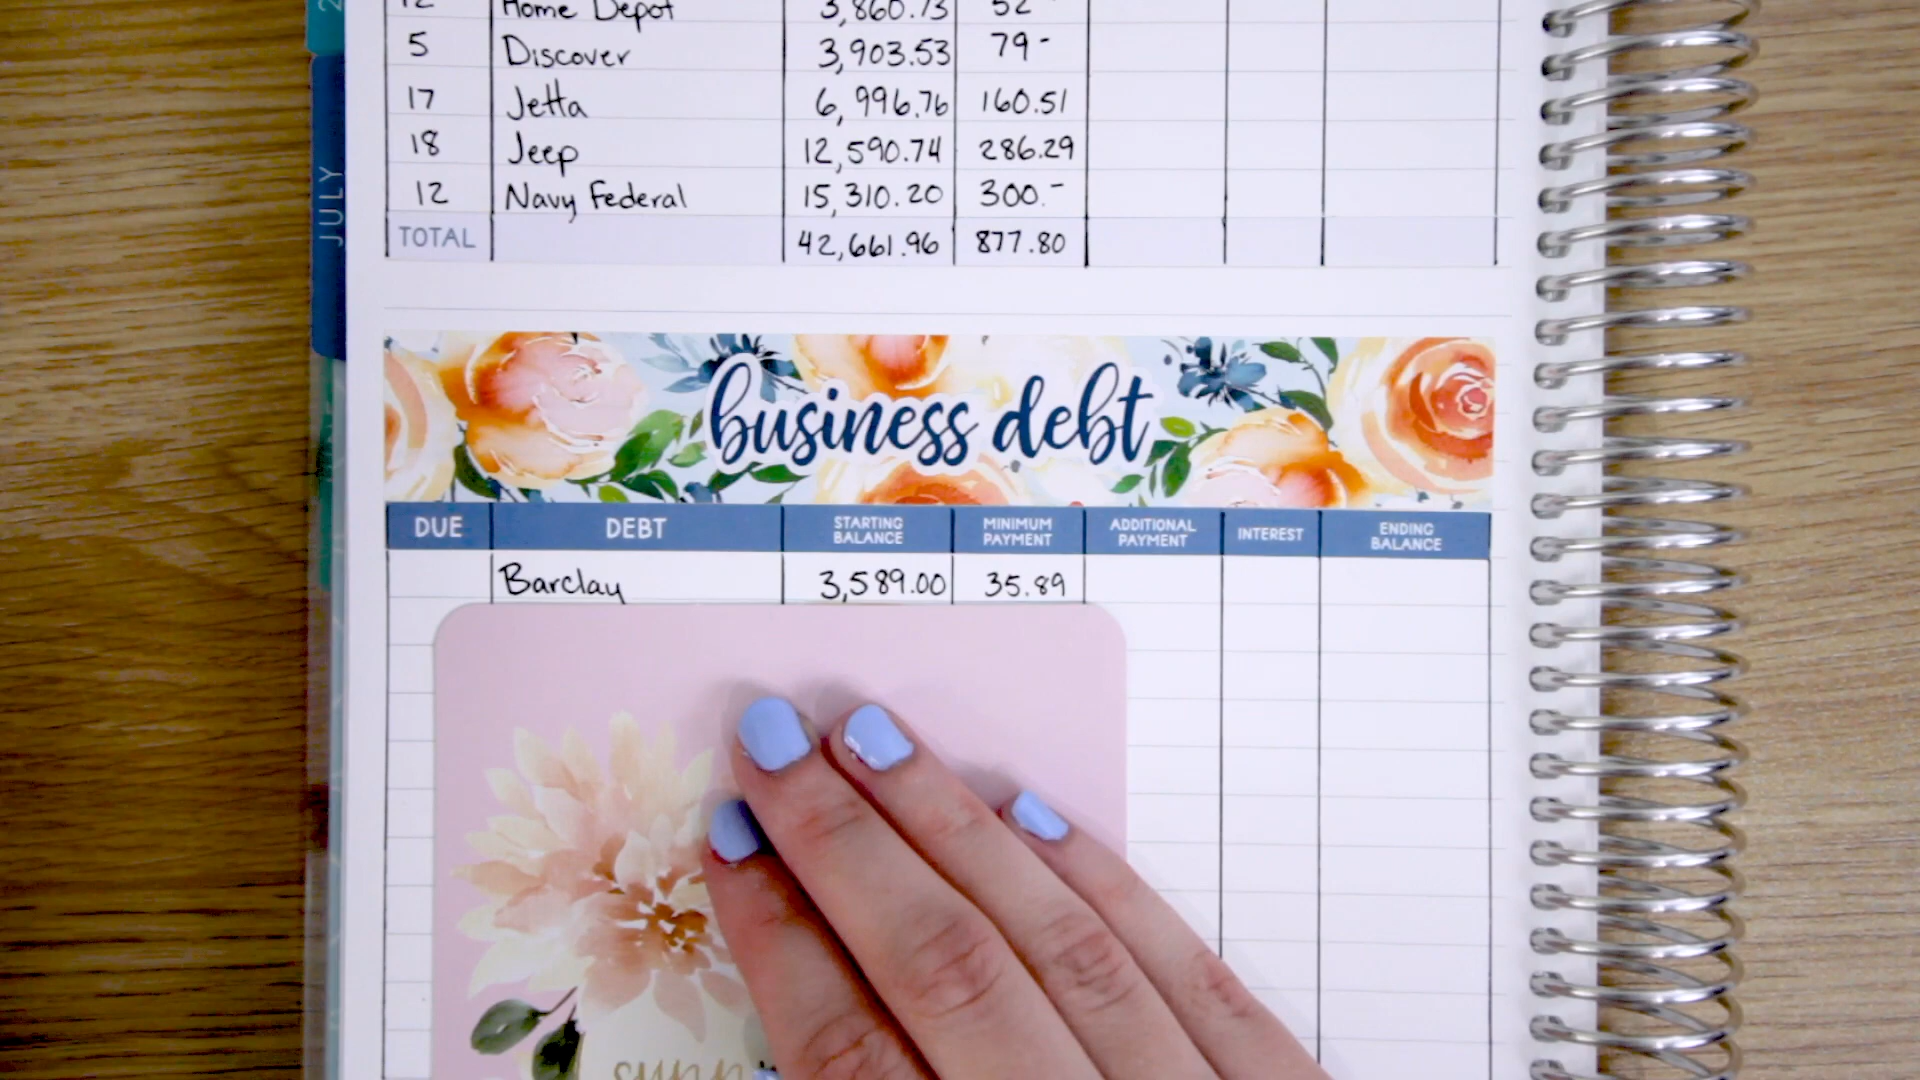 12 Home Depot 3,860.73 52 -
5 Discover 3,903.53 79 -
17 Jetta 6,996.76 160.51
18 Jeep 12,590.74 286.29
12 Navy Federal 15,310.20 300.-
TOTAL 42,661.96 877.80
JULY
business debt
DUE DEBT STARTING BALANCE MINIMUM PAYMENT ADDITIONAL PAYMENT INTEREST ENDING BALANCE
Barclay 3,589.00 35.89